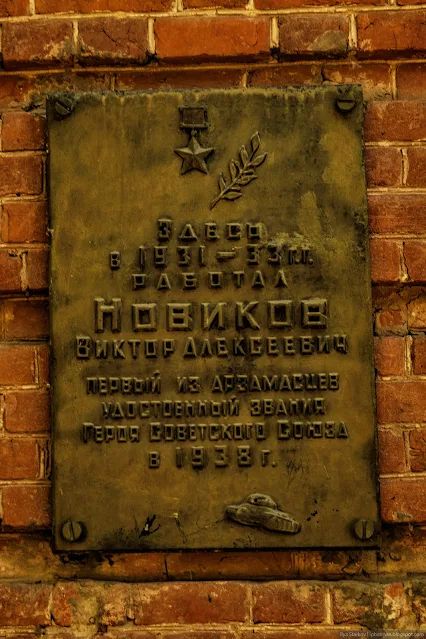 Здесь
в 1931–33 гг.
работал
Новиков
Виктор Алексеевич
первый из арзамасцев
удостоенный звания
Героя Советского Союза
в 1938 г.